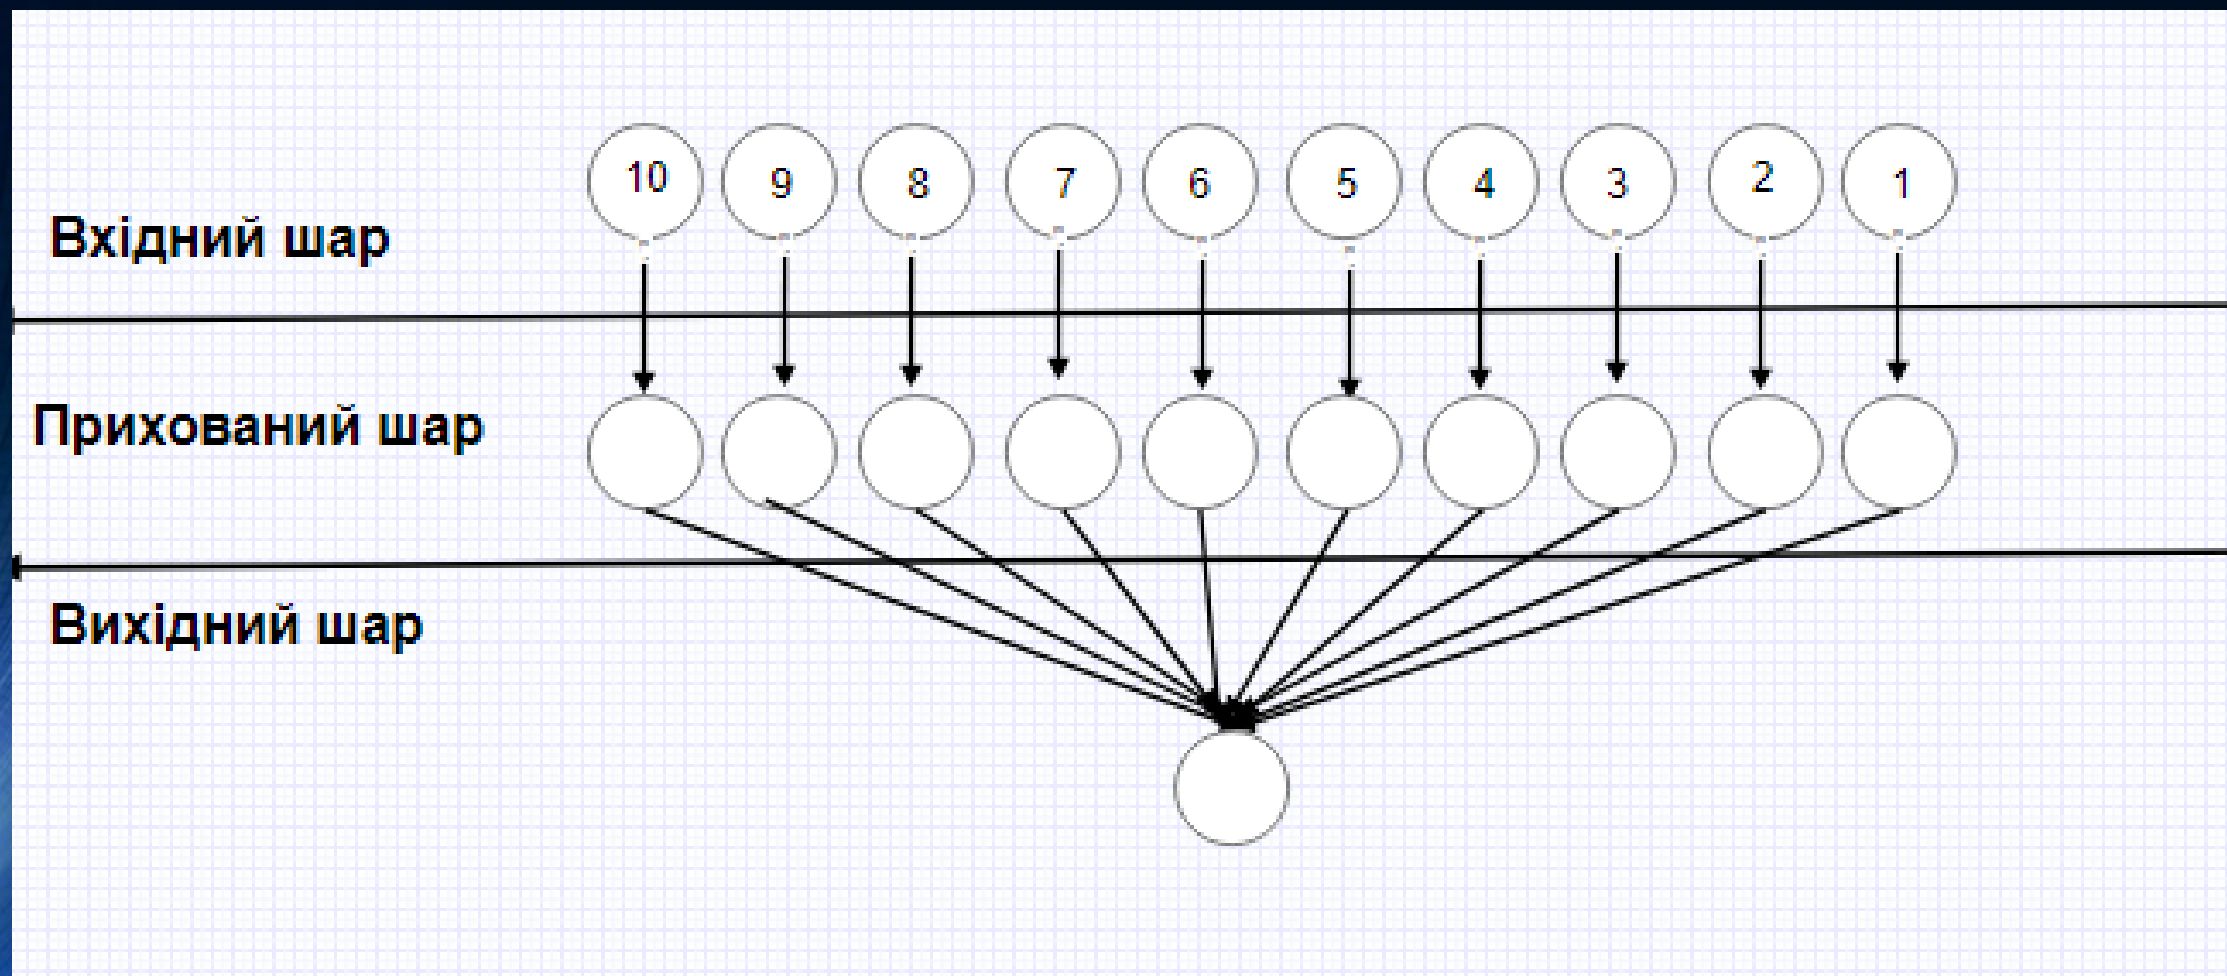 10 9 8 7 6 5 4 3 2 1
Вхідний шар
Прихований шар
Вихідний шар